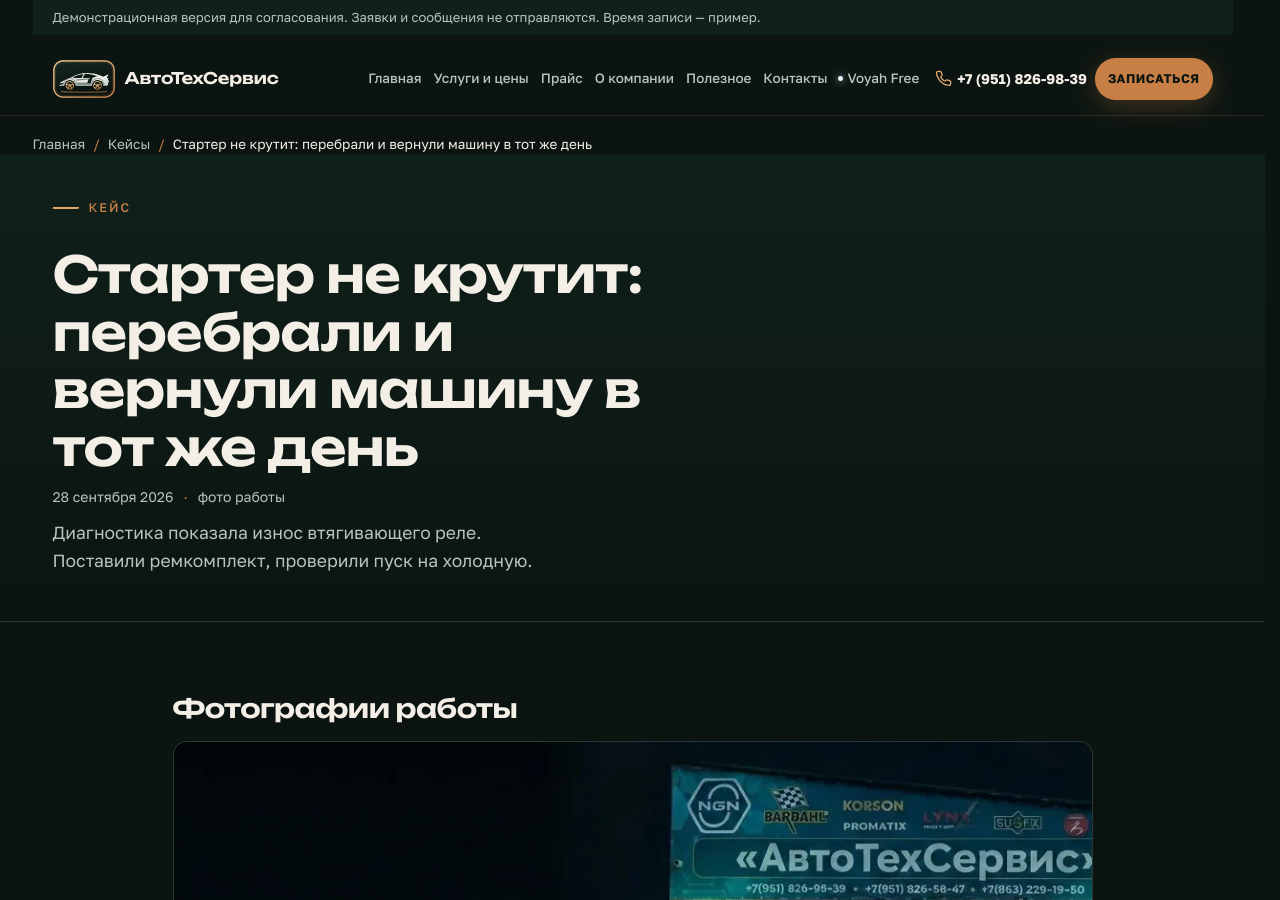 Демонстрационная версия для согласования. Заявки и сообщения не отправляются. Время записи — пример.
АвтоТехСервис
Главная Услуги и цены Прайс О компании Полезное Контакты Voyah Free +7 (951) 826-98-39 ЗАПИСАТЬСЯ
Главная / Кейсы / Стартер не крутит: перебрали и вернули машину в тот же день
КЕЙС
Стартер не крутит:
перебрали и
вернули машину в
тот же день
28 сентября 2026 · фото работы
Диагностика показала износ втягивающего реле.
Поставили ремкомплект, проверили пуск на холодную.
Фотографии работы
NGN BARDAHL KORSON
PROMATIX
«АвтоТехСервис»
+7(951) 826-98-39 • +7(951) 826-58-47 • +7(863) 229-19-50